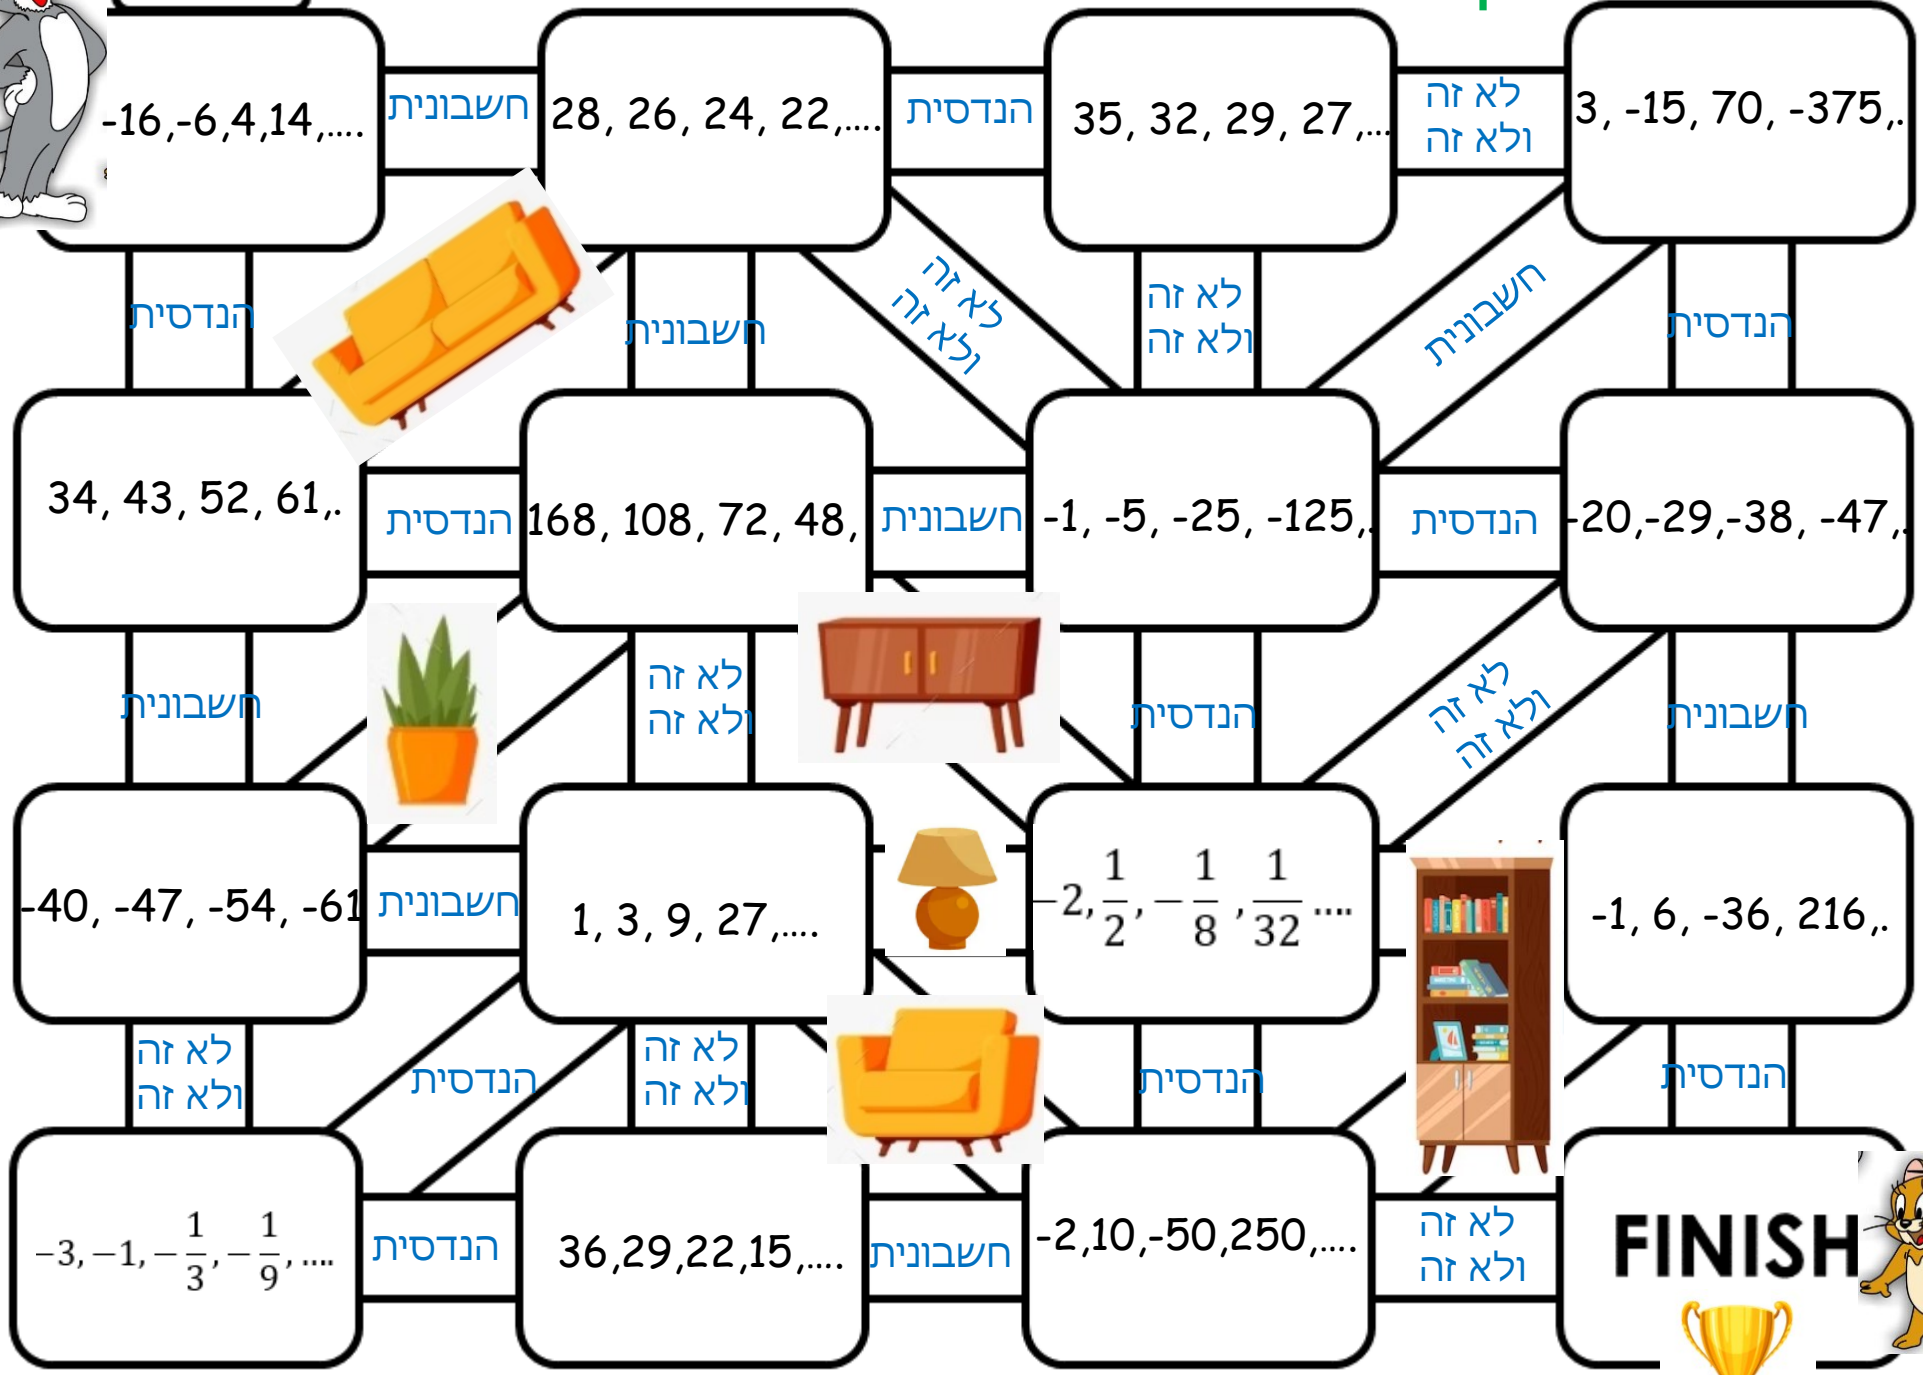 -16,-6,4,14,....
חשבונית
28, 26, 24, 22,....
הנדסית
35, 32, 29, 27,...
לא זה
ולא זה
3, -15, 70, -375,.
הנדסית
חשבונית
לא זה
ולא זה
לא זה
ולא זה
חשבונית
הנדסית
34, 43, 52, 61,.
הנדסית
168, 108, 72, 48,
חשבונית
-1, -5, -25, -125,.
הנדסית
-20,-29,-38, -47,.
חשבונית
לא זה
ולא זה
הנדסית
לא זה
ולא זה
חשבונית
-40, -47, -54, -61
חשבונית
1, 3, 9, 27,....
−2, 1/2, − 1/8 , 1/32 ....
-1, 6, -36, 216,.
לא זה
ולא זה
הנדסית
לא זה
ולא זה
הנדסית
הנדסית
−3, −1, − 1/3, − 1/9, ....
הנדסית
36,29,22,15,....
חשבונית
-2,10,-50,250,....
לא זה
ולא זה
FINISH